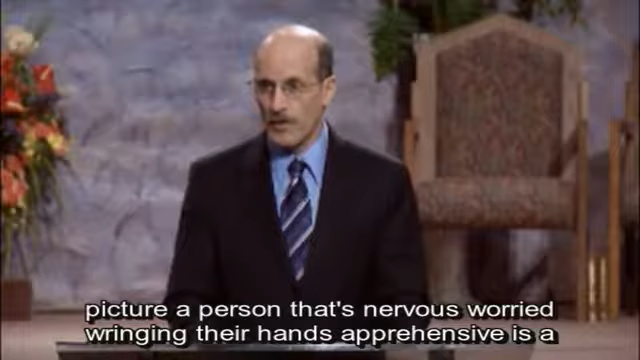 picture a person that's nervous worried
wringing their hands apprehensive is a